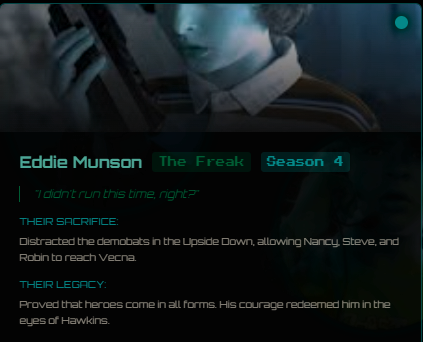 Eddie Munson The Freak Season 4
"I didn't run this time, right?"
THEIR SACRIFICE:
Distracted the demobats in the Upside Down, allowing Nancy, Steve, and
Robin to reach Vecna.
THEIR LEGACY:
Proved that heroes come in all forms. His courage redeemed him in the
eyes of Hawkins.